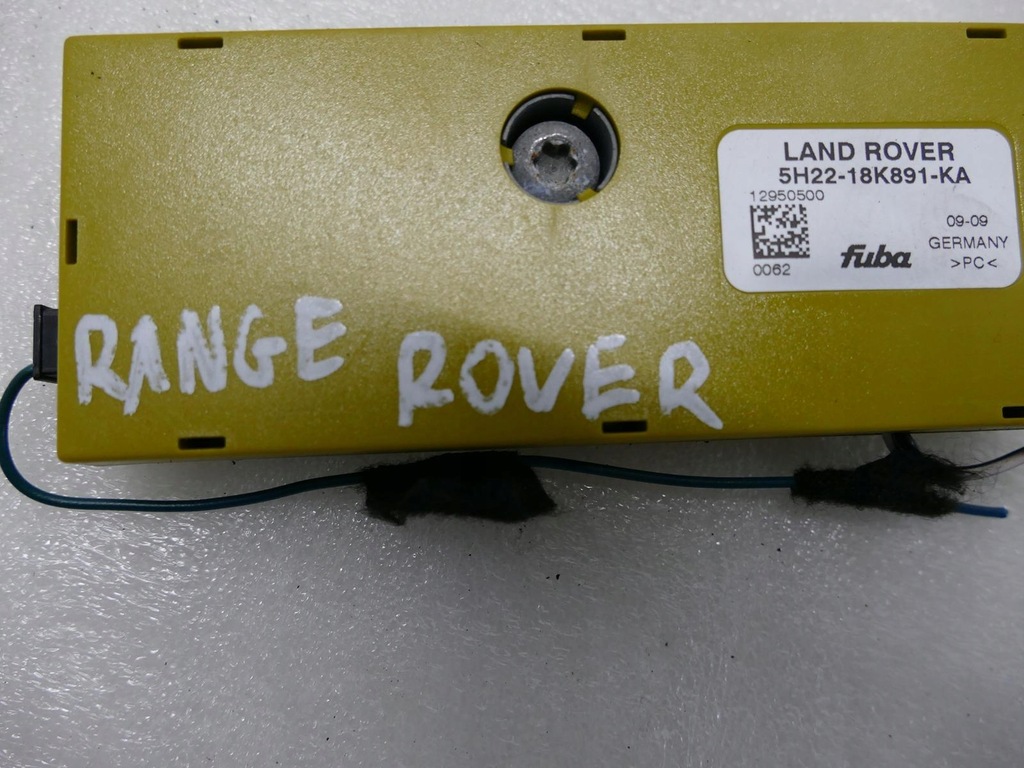 LAND ROVER
5H22-18K891-KA
12950500
09-09
GERMANY
fuba
>PC<
0062
RANGE ROVER